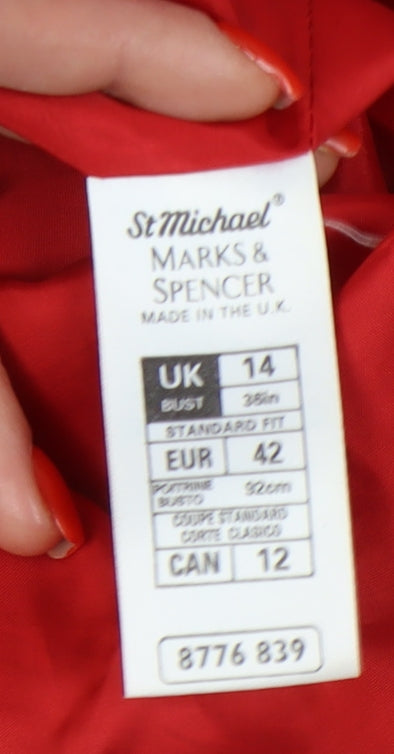 St Michael®
MARKS &
SPENCER
MADE IN THE U.K.
UK 14
BUST 36in
STANDARD FIT
EUR 42
POITRINE 92cm
BUSTO
COUPE STANDARD
CORTE CLASICO
CAN 12
8776 839